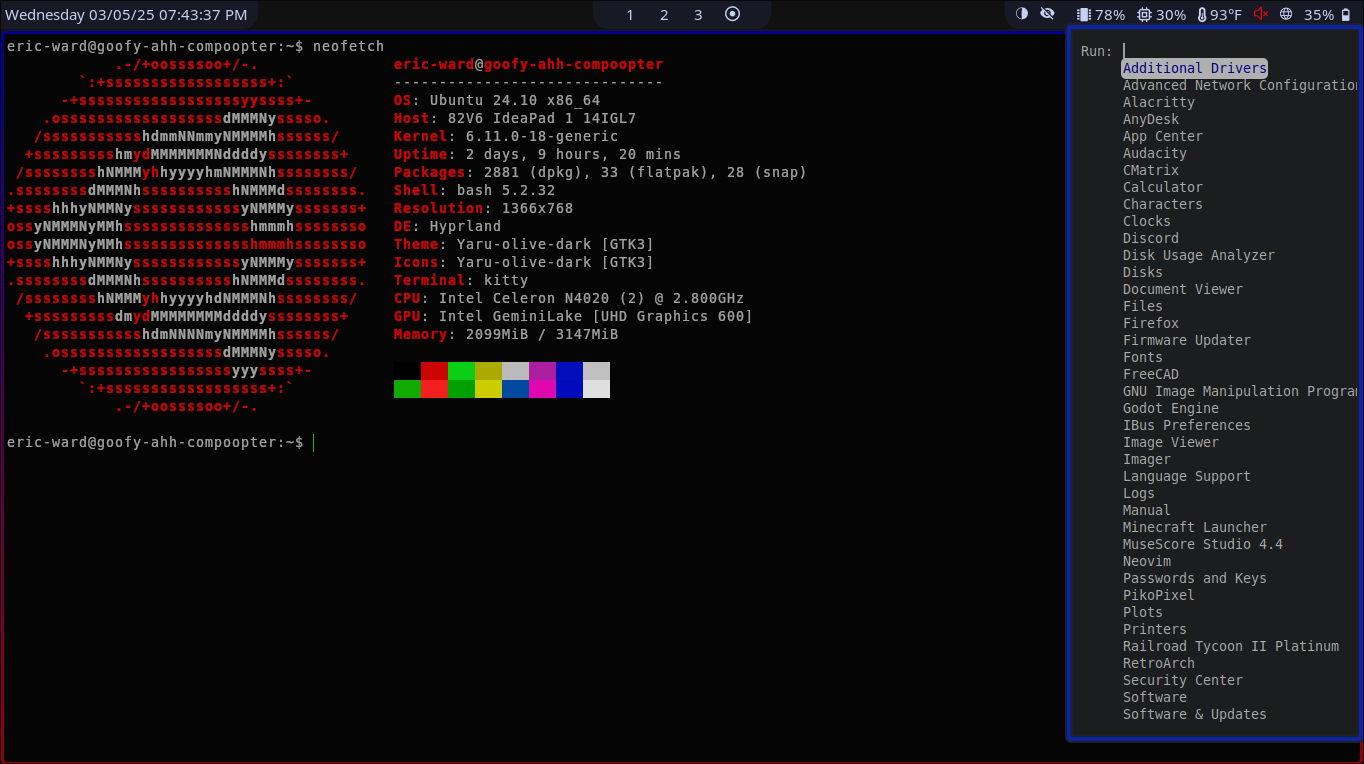 Wednesday 03/05/25 07:43:37 PM
1 2 3
78% 30% 93°F 35%
eric-ward@goofy-ahh-compoopter:~$ neofetch
.-/+oossssoo+/-.
`:+ssssssssssssssssss+:`
-+ssssssssssssssssssyyssss+-
.ossssssssssssssssssdMMMNysssso.
/ssssssssssshdmmNNmmyNMMMMhssssss/
+ssssssssshmydMMMMMMMNddddyssssssss+
/sssssssshNMMMyhhyyyyhmNMMMNhssssssss/
.ssssssssdMMMNhsssssssssshNMMMdssssssss.
+sssshhhyNMMNyssssssssssssyNMMMysssssss+
ossyNMMMNyMMhsssssssssssssshmmmhssssssso
ossyNMMMNyMMhsssssssssssssshmmmhssssssso
+sssshhhyNMMNyssssssssssssyNMMMysssssss+
.ssssssssdMMMNhsssssssssshNMMMdssssssss.
/sssssssshNMMMyhhyyyyhdNMMMNhssssssss/
+sssssssssdmydMMMMMMMMddddyssssssss+
/ssssssssssshdmNNNNmyNMMMMhssssss/
.ossssssssssssssssssdMMMNysssso.
-+sssssssssssssssssyyyssss+-
`:+ssssssssssssssssss+:`
.-/+oossssoo+/-.
eric-ward@goofy-ahh-compoopter
------------------------------
OS: Ubuntu 24.10 x86_64
Host: 82V6 IdeaPad 1 14IGL7
Kernel: 6.11.0-18-generic
Uptime: 2 days, 9 hours, 20 mins
Packages: 2881 (dpkg), 33 (flatpak), 28 (snap)
Shell: bash 5.2.32
Resolution: 1366x768
DE: Hyprland
Theme: Yaru-olive-dark [GTK3]
Icons: Yaru-olive-dark [GTK3]
Terminal: kitty
CPU: Intel Celeron N4020 (2) @ 2.800GHz
GPU: Intel GeminiLake [UHD Graphics 600]
Memory: 2099MiB / 3147MiB
eric-ward@goofy-ahh-compoopter:~$
Run:
Additional Drivers
Advanced Network Configuratio
Alacritty
AnyDesk
App Center
Audacity
CMatrix
Calculator
Characters
Clocks
Discord
Disk Usage Analyzer
Disks
Document Viewer
Files
Firefox
Firmware Updater
Fonts
FreeCAD
GNU Image Manipulation Progra
Godot Engine
IBus Preferences
Image Viewer
Imager
Language Support
Logs
Manual
Minecraft Launcher
MuseScore Studio 4.4
Neovim
Passwords and Keys
PikoPixel
Plots
Printers
Railroad Tycoon II Platinum
RetroArch
Security Center
Software
Software & Updates